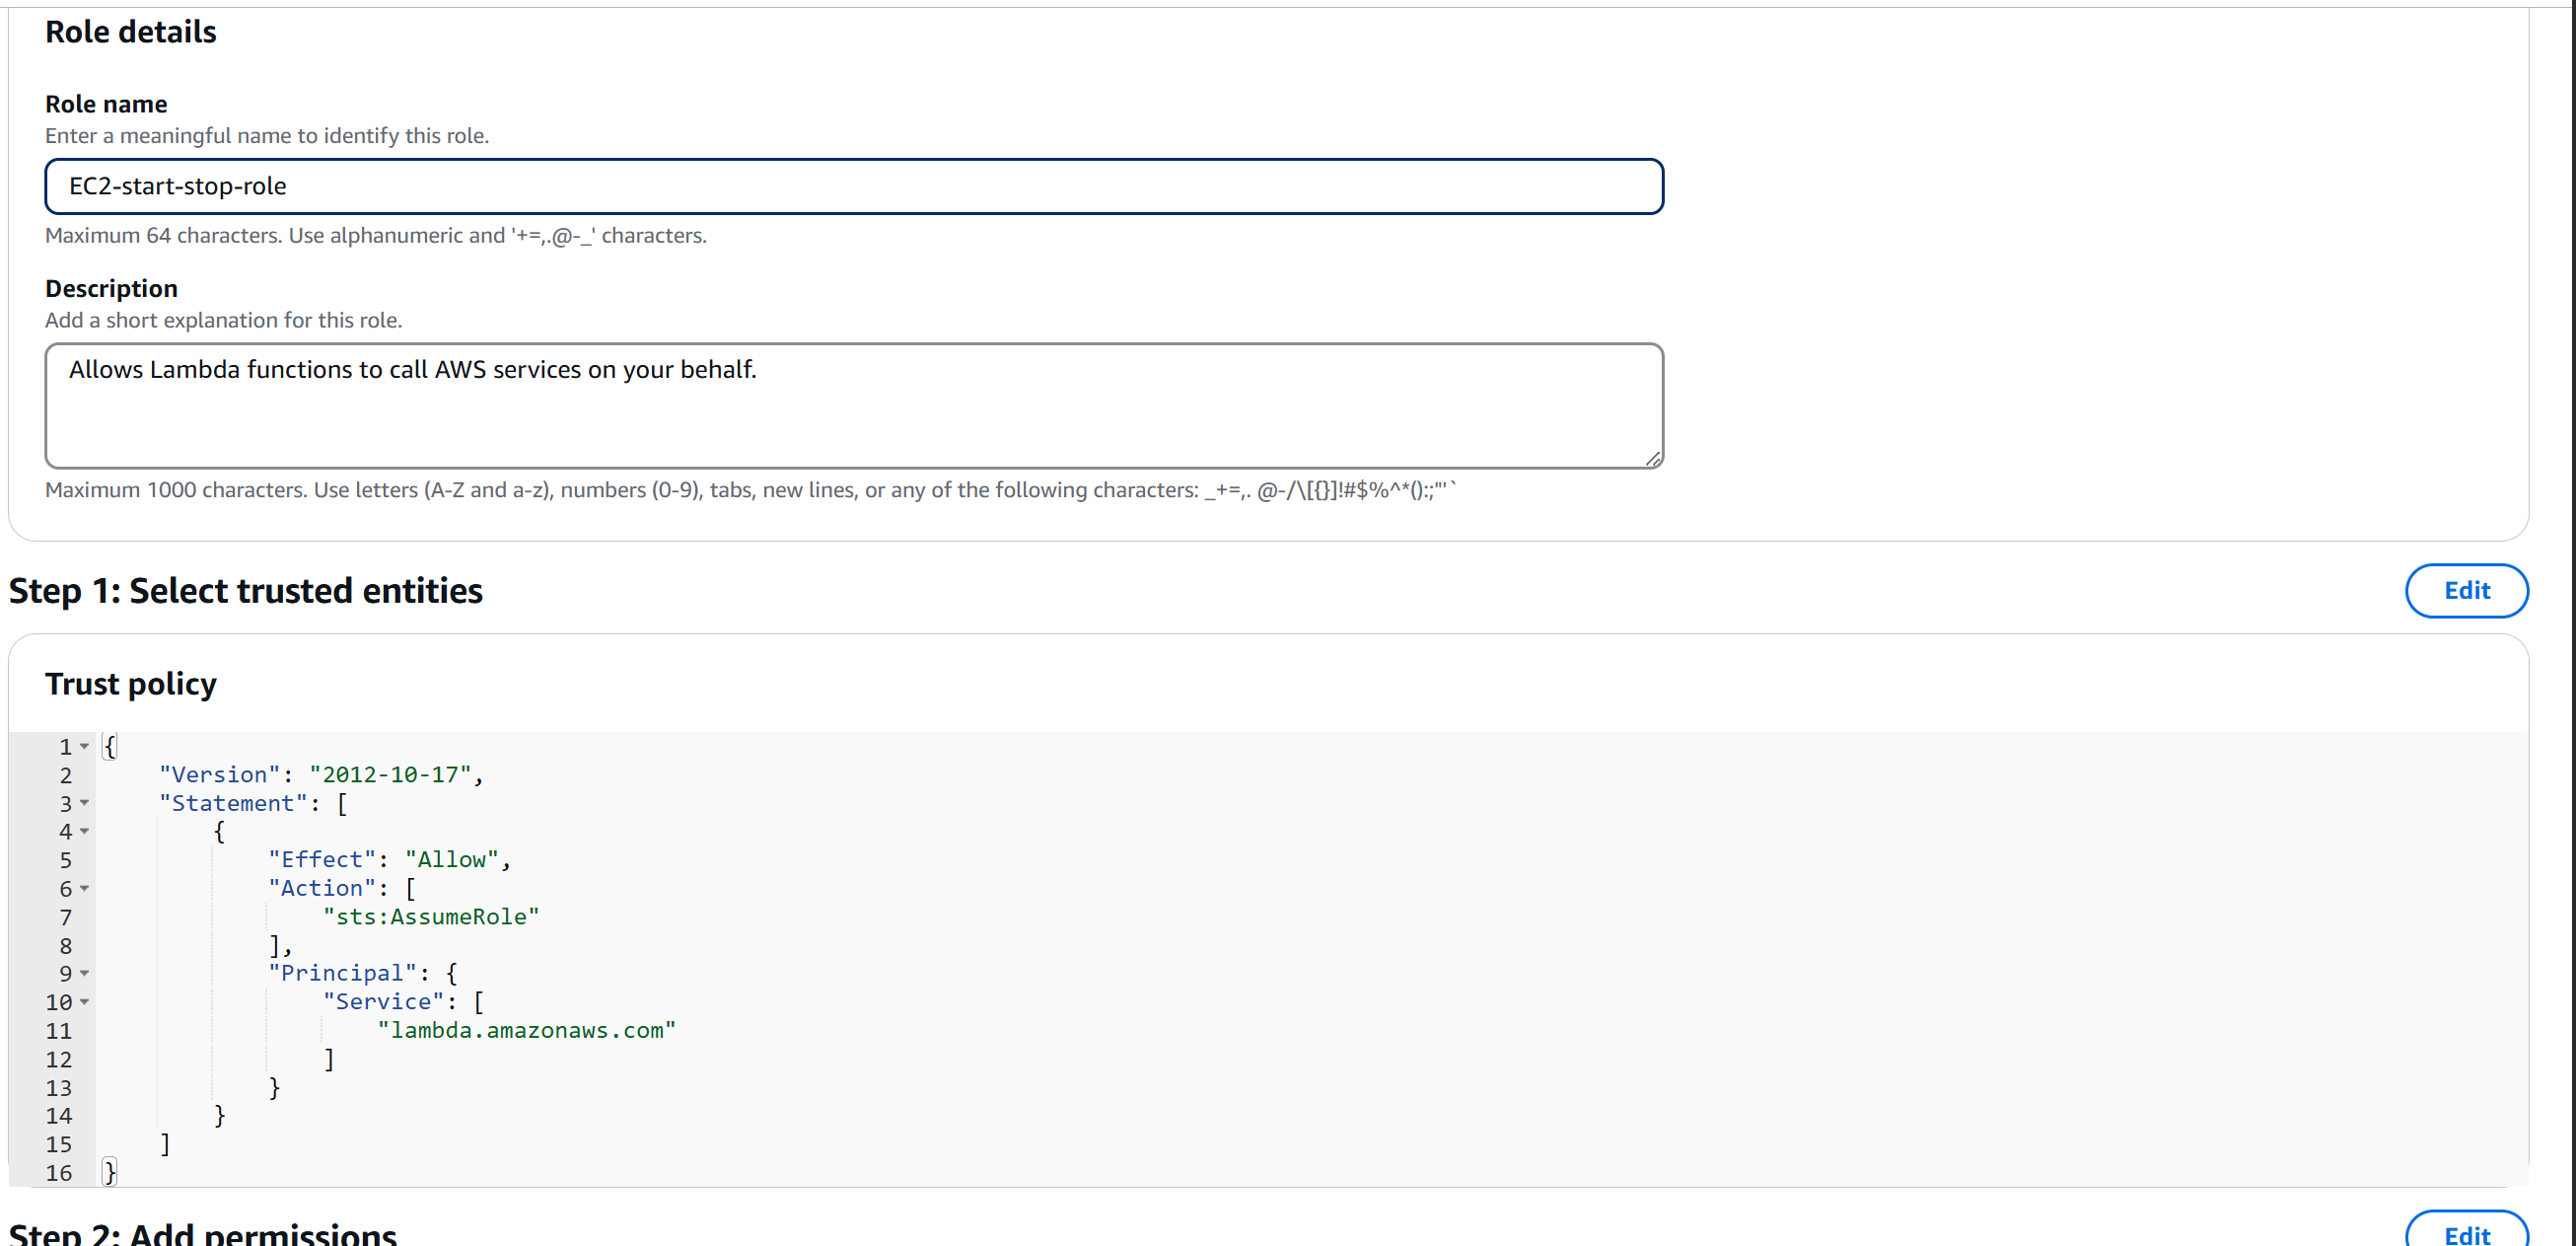 Role details
Role name
Enter a meaningful name to identify this role.
EC2-start-stop-role
Maximum 64 characters. Use alphanumeric and '+=,.@-_' characters.
Description
Add a short explanation for this role.
Allows Lambda functions to call AWS services on your behalf.
Maximum 1000 characters. Use letters (A-Z and a-z), numbers (0-9), tabs, new lines, or any of the following characters: _+=,. @-/\[{}]!#$%^*();:;"'`
Step 1: Select trusted entities
Edit
Trust policy
1 {
2     "Version": "2012-10-17",
3     "Statement": [
4         {
5             "Effect": "Allow",
6             "Action": [
7                 "sts:AssumeRole"
8             ],
9             "Principal": {
10                 "Service": [
11                     "lambda.amazonaws.com"
12                 ]
13             }
14         }
15     ]
16 }
Step 2: Add permissions
Edit